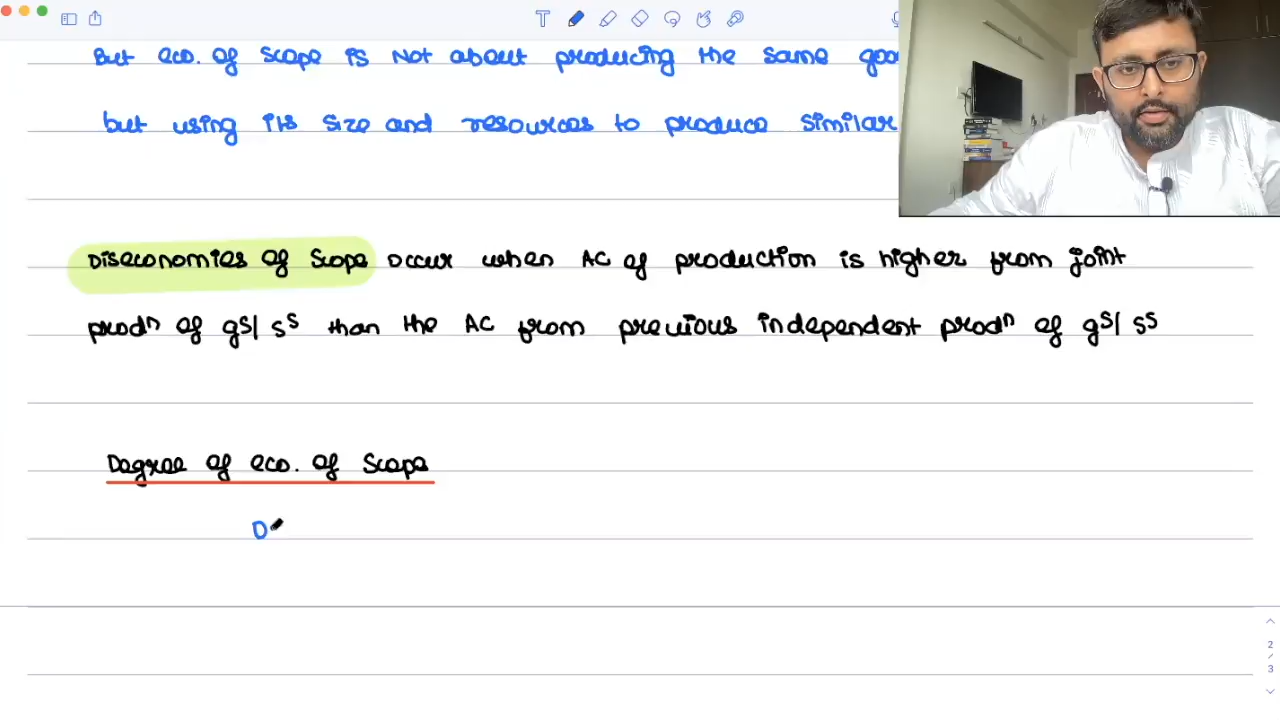 But eco. of Scope is Not about producing the same goo
but using its size and resources to produce similar
Diseconomies of Scope occur when AC of production is higher from joint
prodⁿ of gˢ/ sˢ than the AC from previous independent prodⁿ of gˢ/ sˢ
Degree of eco. of Scope
D
2
/
3